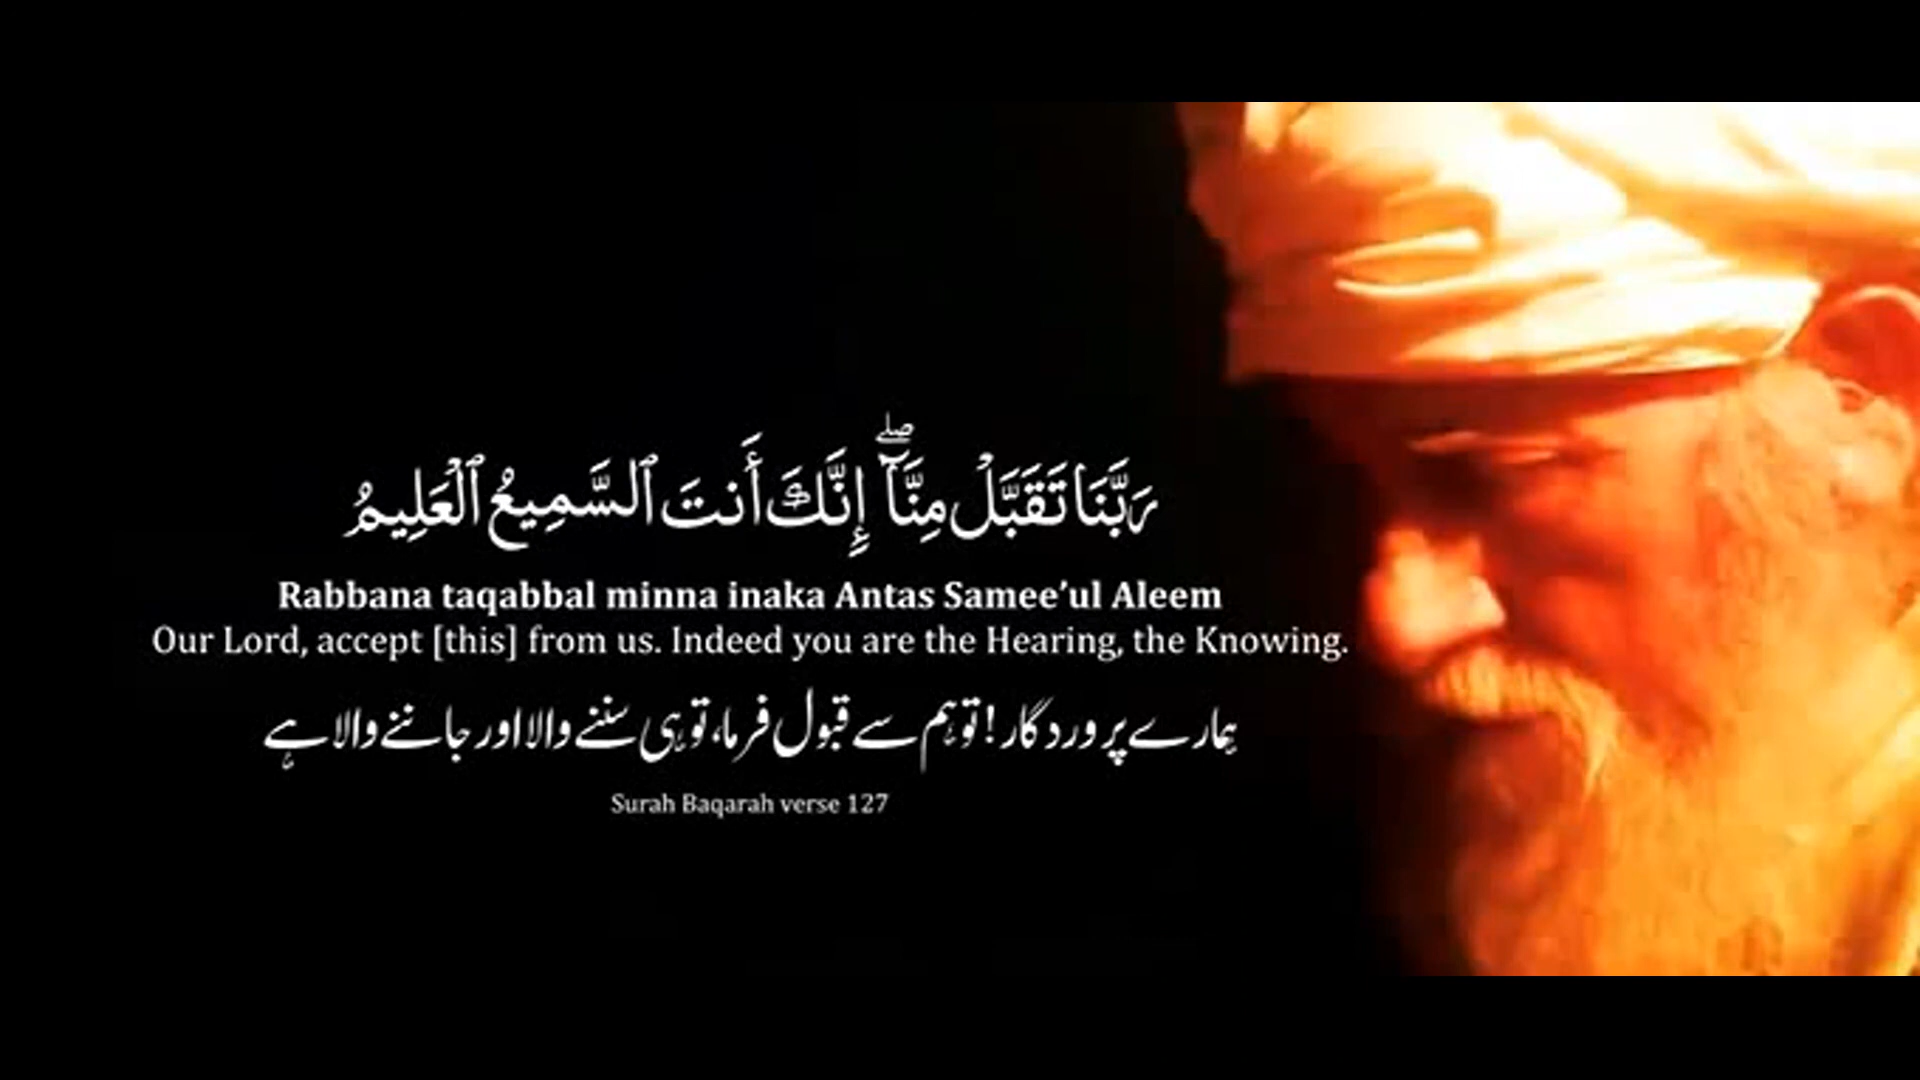 رَبَّنَا تَقَبَّلْ مِنَّآ ۖ إِنَّكَ أَنتَ ٱلسَّمِيعُ ٱلْعَلِيمُ
Rabbana taqabbal minna inaka Antas Samee’ul Aleem
Our Lord, accept [this] from us. Indeed you are the Hearing, the Knowing.
ہمارے پروردگار! تو ہم سے قبول فرما، تو ہی سننے والا اور جاننے والا ہے
Surah Baqarah verse 127